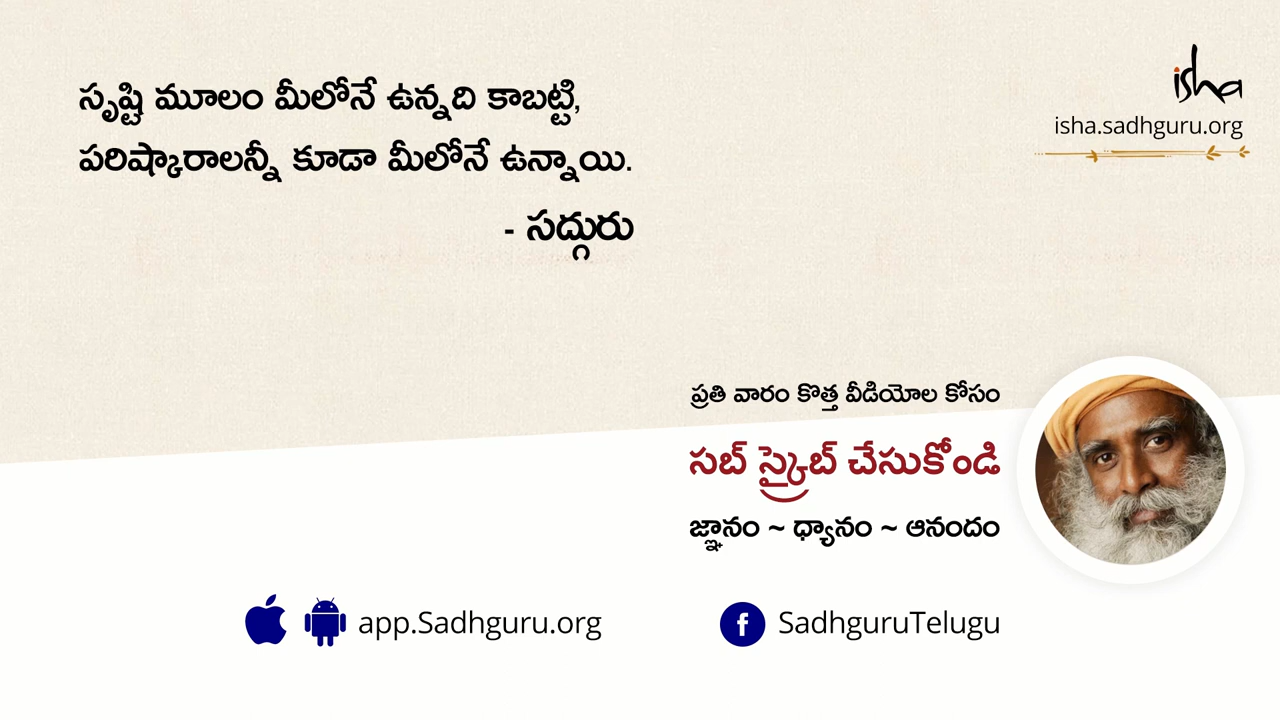 సృష్టి మూలం మీలోనే ఉన్నది కాబట్టి,
పరిష్కారాలన్నీ కూడా మీలోనే ఉన్నాయి.
- సద్గురు
isha
isha.sadhguru.org
ప్రతి వారం కొత్త వీడియోల కోసం
సబ్ స్క్రైబ్ చేసుకోండి
జ్ఞానం ~ ధ్యానం ~ ఆనందం
app.Sadhguru.org
SadhguruTelugu